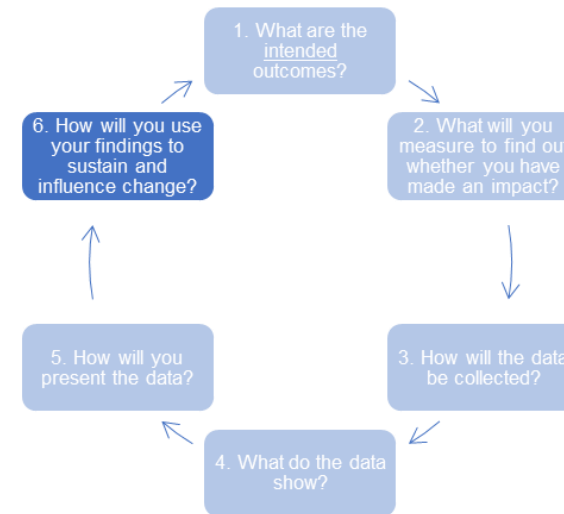 1. What are the
intended
outcomes?
2. What will you
measure to find out
whether you have
made an impact?
3. How will the data
be collected?
4. What do the data
show?
5. How will you
present the data?
6. How will you use
your findings to
sustain and
influence change?